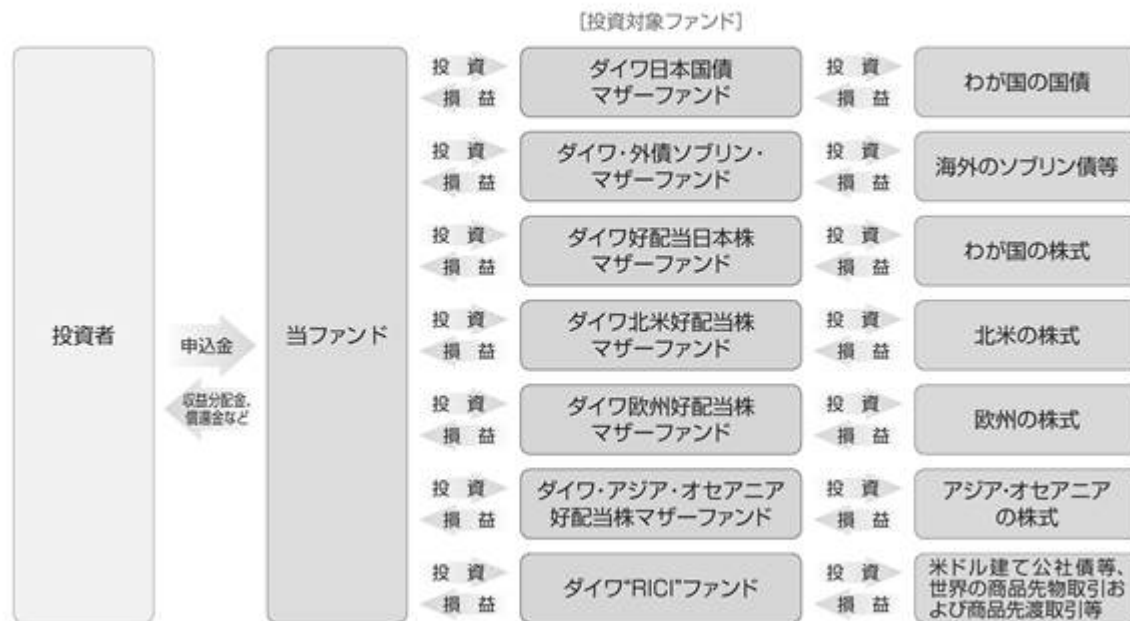 [投資対象ファンド]
投資者
申込金
収益分配金、
償還金など
当ファンド
投 資
損 益
ダイワ日本国債
マザーファンド
投 資
損 益
わが国の国債
投 資
損 益
ダイワ・外債ソブリン・
マザーファンド
投 資
損 益
海外のソブリン債等
投 資
損 益
ダイワ好配当日本株
マザーファンド
投 資
損 益
わが国の株式
投 資
損 益
ダイワ北米好配当株
マザーファンド
投 資
損 益
北米の株式
投 資
損 益
ダイワ欧州好配当株
マザーファンド
投 資
損 益
欧州の株式
投 資
損 益
ダイワ・アジア・オセアニア
好配当株マザーファンド
投 資
損 益
アジア・オセアニア
の株式
投 資
損 益
ダイワ“RICI”ファンド
投 資
損 益
米ドル建て公社債等、
世界の商品先物取引お
よび商品先渡取引等